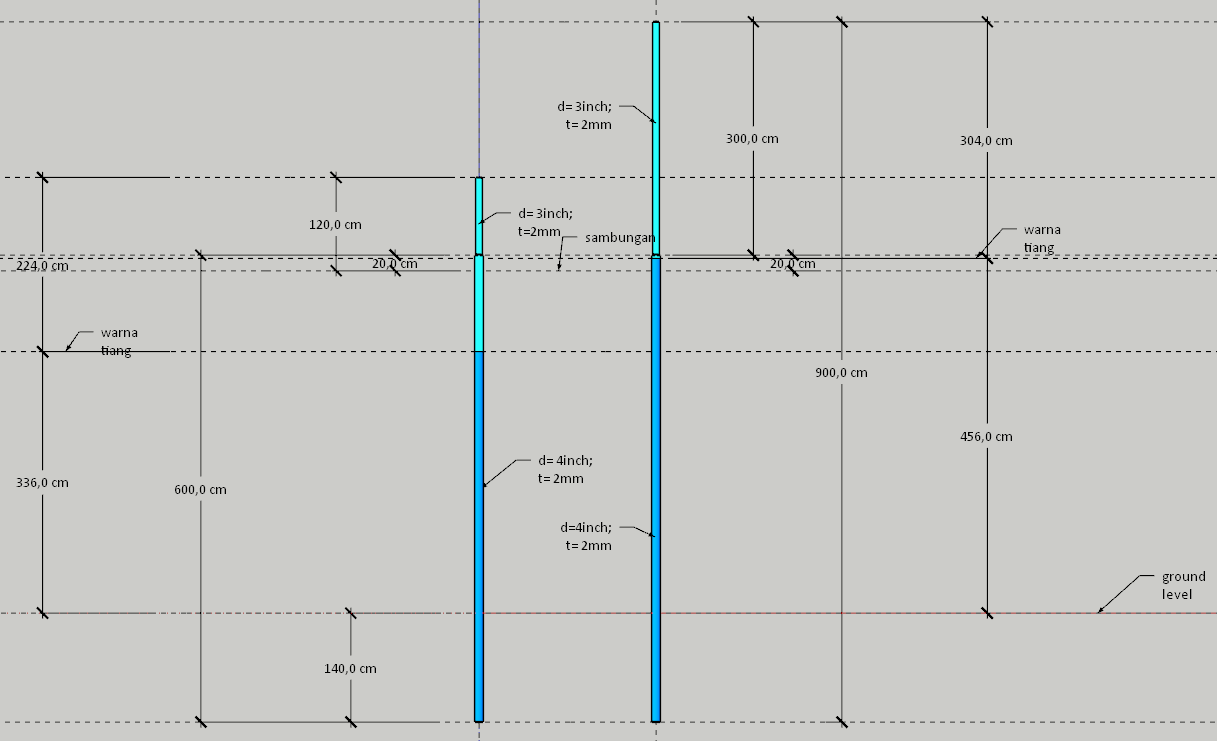 d= 3inch;
t= 2mm
300,0 cm
304,0 cm
d= 3inch;
t=2mm
120,0 cm
sambungan
warna
tiang
224,0 cm
20,0 cm
20,0 cm
warna
tiang
900,0 cm
456,0 cm
d= 4inch;
t= 2mm
336,0 cm
600,0 cm
d=4inch;
t= 2mm
ground
level
140,0 cm